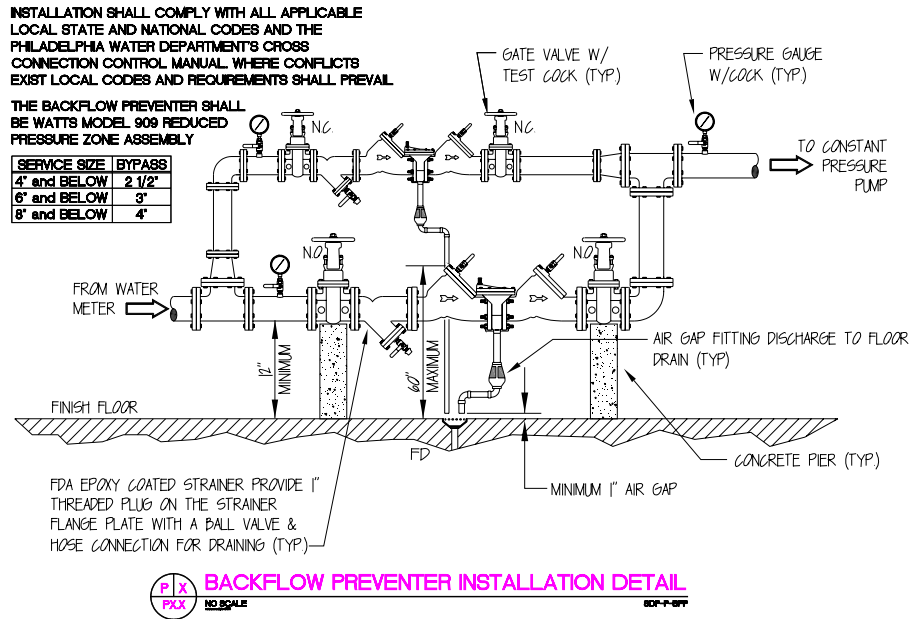 INSTALLATION SHALL COMPLY WITH ALL APPLICABLE
LOCAL STATE AND NATIONAL CODES AND THE
PHILADELPHIA WATER DEPARTMENT'S CROSS
CONNECTION CONTROL MANUAL. WHERE CONFLICTS
EXIST LOCAL CODES AND REQUIREMENTS SHALL PREVAIL
THE BACKFLOW PREVENTER SHALL
BE WATTS MODEL 909 REDUCED
PRESSURE ZONE ASSEMBLY
SERVICE SIZE BYPASS
4" and BELOW 2 1/2"
6" and BELOW 3"
8" and BELOW 4"
GATE VALVE W/
TEST COCK (TYP.)
PRESSURE GAUGE
W/COCK (TYP.)
N.C.
N.C.
TO CONSTANT
PRESSURE
PUMP
N.O.
N.O.
FROM WATER
METER
12"
MINIMUM
60"
MAXIMUM
AIR GAP FITTING DISCHARGE TO FLOOR
DRAIN (TYP)
FINISH FLOOR
FD
CONCRETE PIER (TYP.)
MINIMUM 1" AIR GAP
FDA EPOXY COATED STRAINER PROVIDE 1"
THREADED PLUG ON THE STRAINER
FLANGE PLATE WITH A BALL VALVE &
HOSE CONNECTION FOR DRAINING (TYP.)
P X
PX.X
BACKFLOW PREVENTER INSTALLATION DETAIL
NO SCALE
SDP-P-BFP